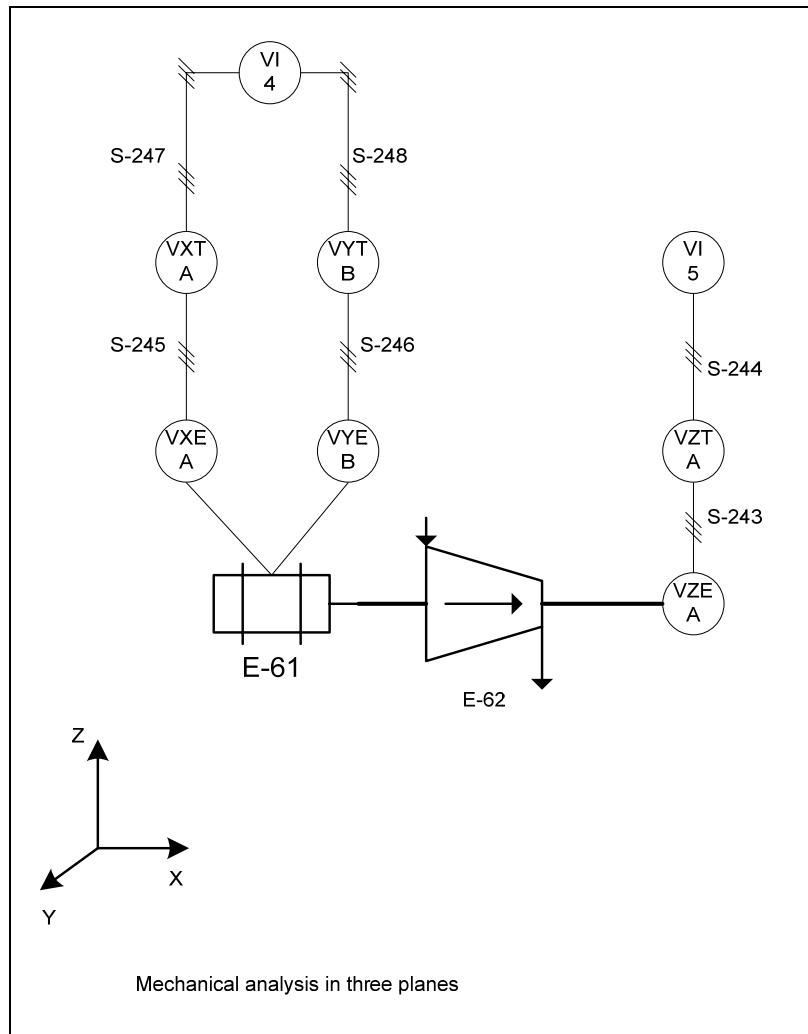 VI
4
S-247
S-248
VXT
A
VYT
B
VI
5
S-245
S-246
S-244
VXE
A
VYE
B
VZT
A
S-243
VZE
A
E-61
E-62
Z
X
Y
Mechanical analysis in three planes